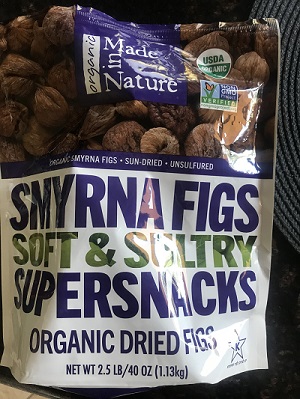 organic
Made
in
Nature
USDA
ORGANIC
NON
GMO
VERIFIED
ORGANIC SMYRNA FIGS • SUN-DRIED • UNSULFURED
SMYRNA FIGS
SOFT & SULTRY
SUPERSNACKS
ORGANIC DRIED FIGS
NET WT 2.5 LB/40 OZ (1.13kg)
K